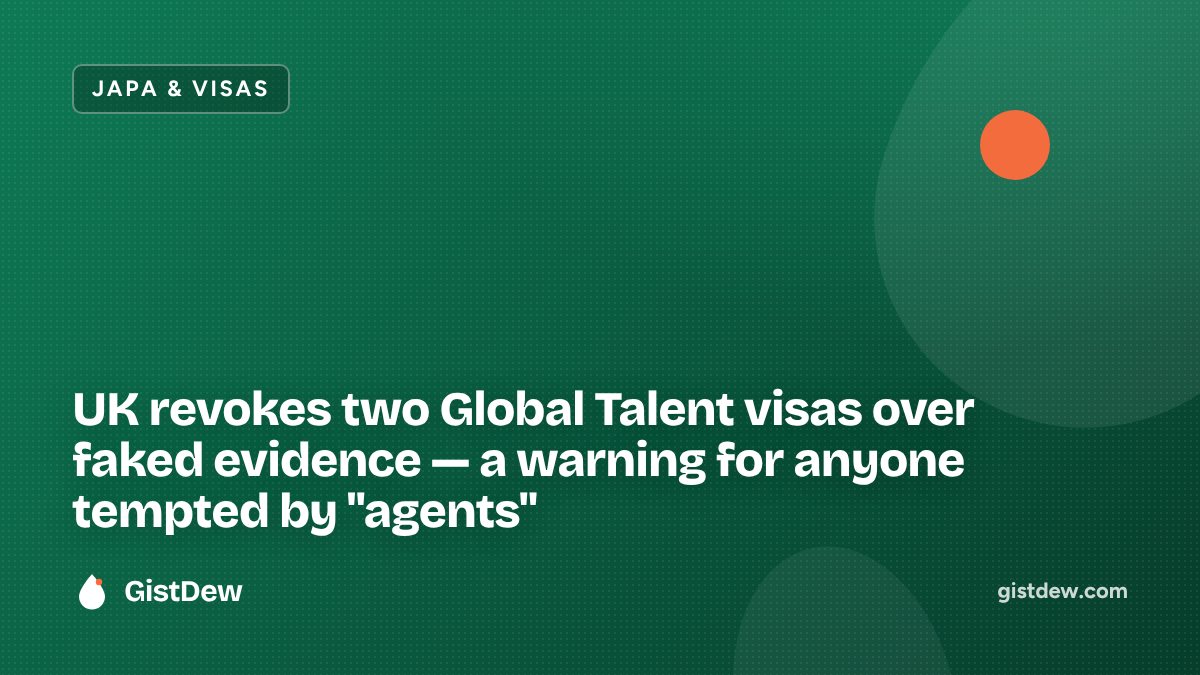 JAPA & VISAS
UK revokes two Global Talent visas over
faked evidence — a warning for anyone
tempted by "agents"
GistDew
gistdew.com